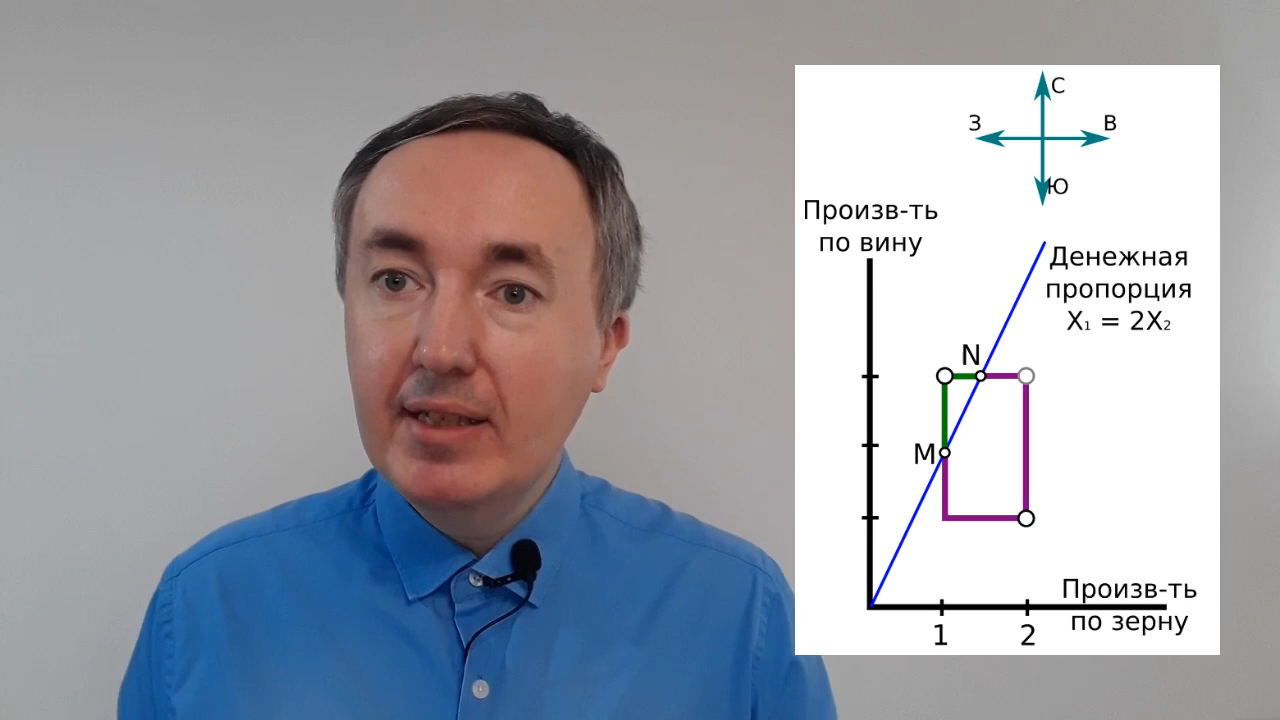 С
З
В
Ю
Произв-ть
по вину
Денежная
пропорция
X₁ = 2X₂
N
M
Произв-ть
по зерну
1
2